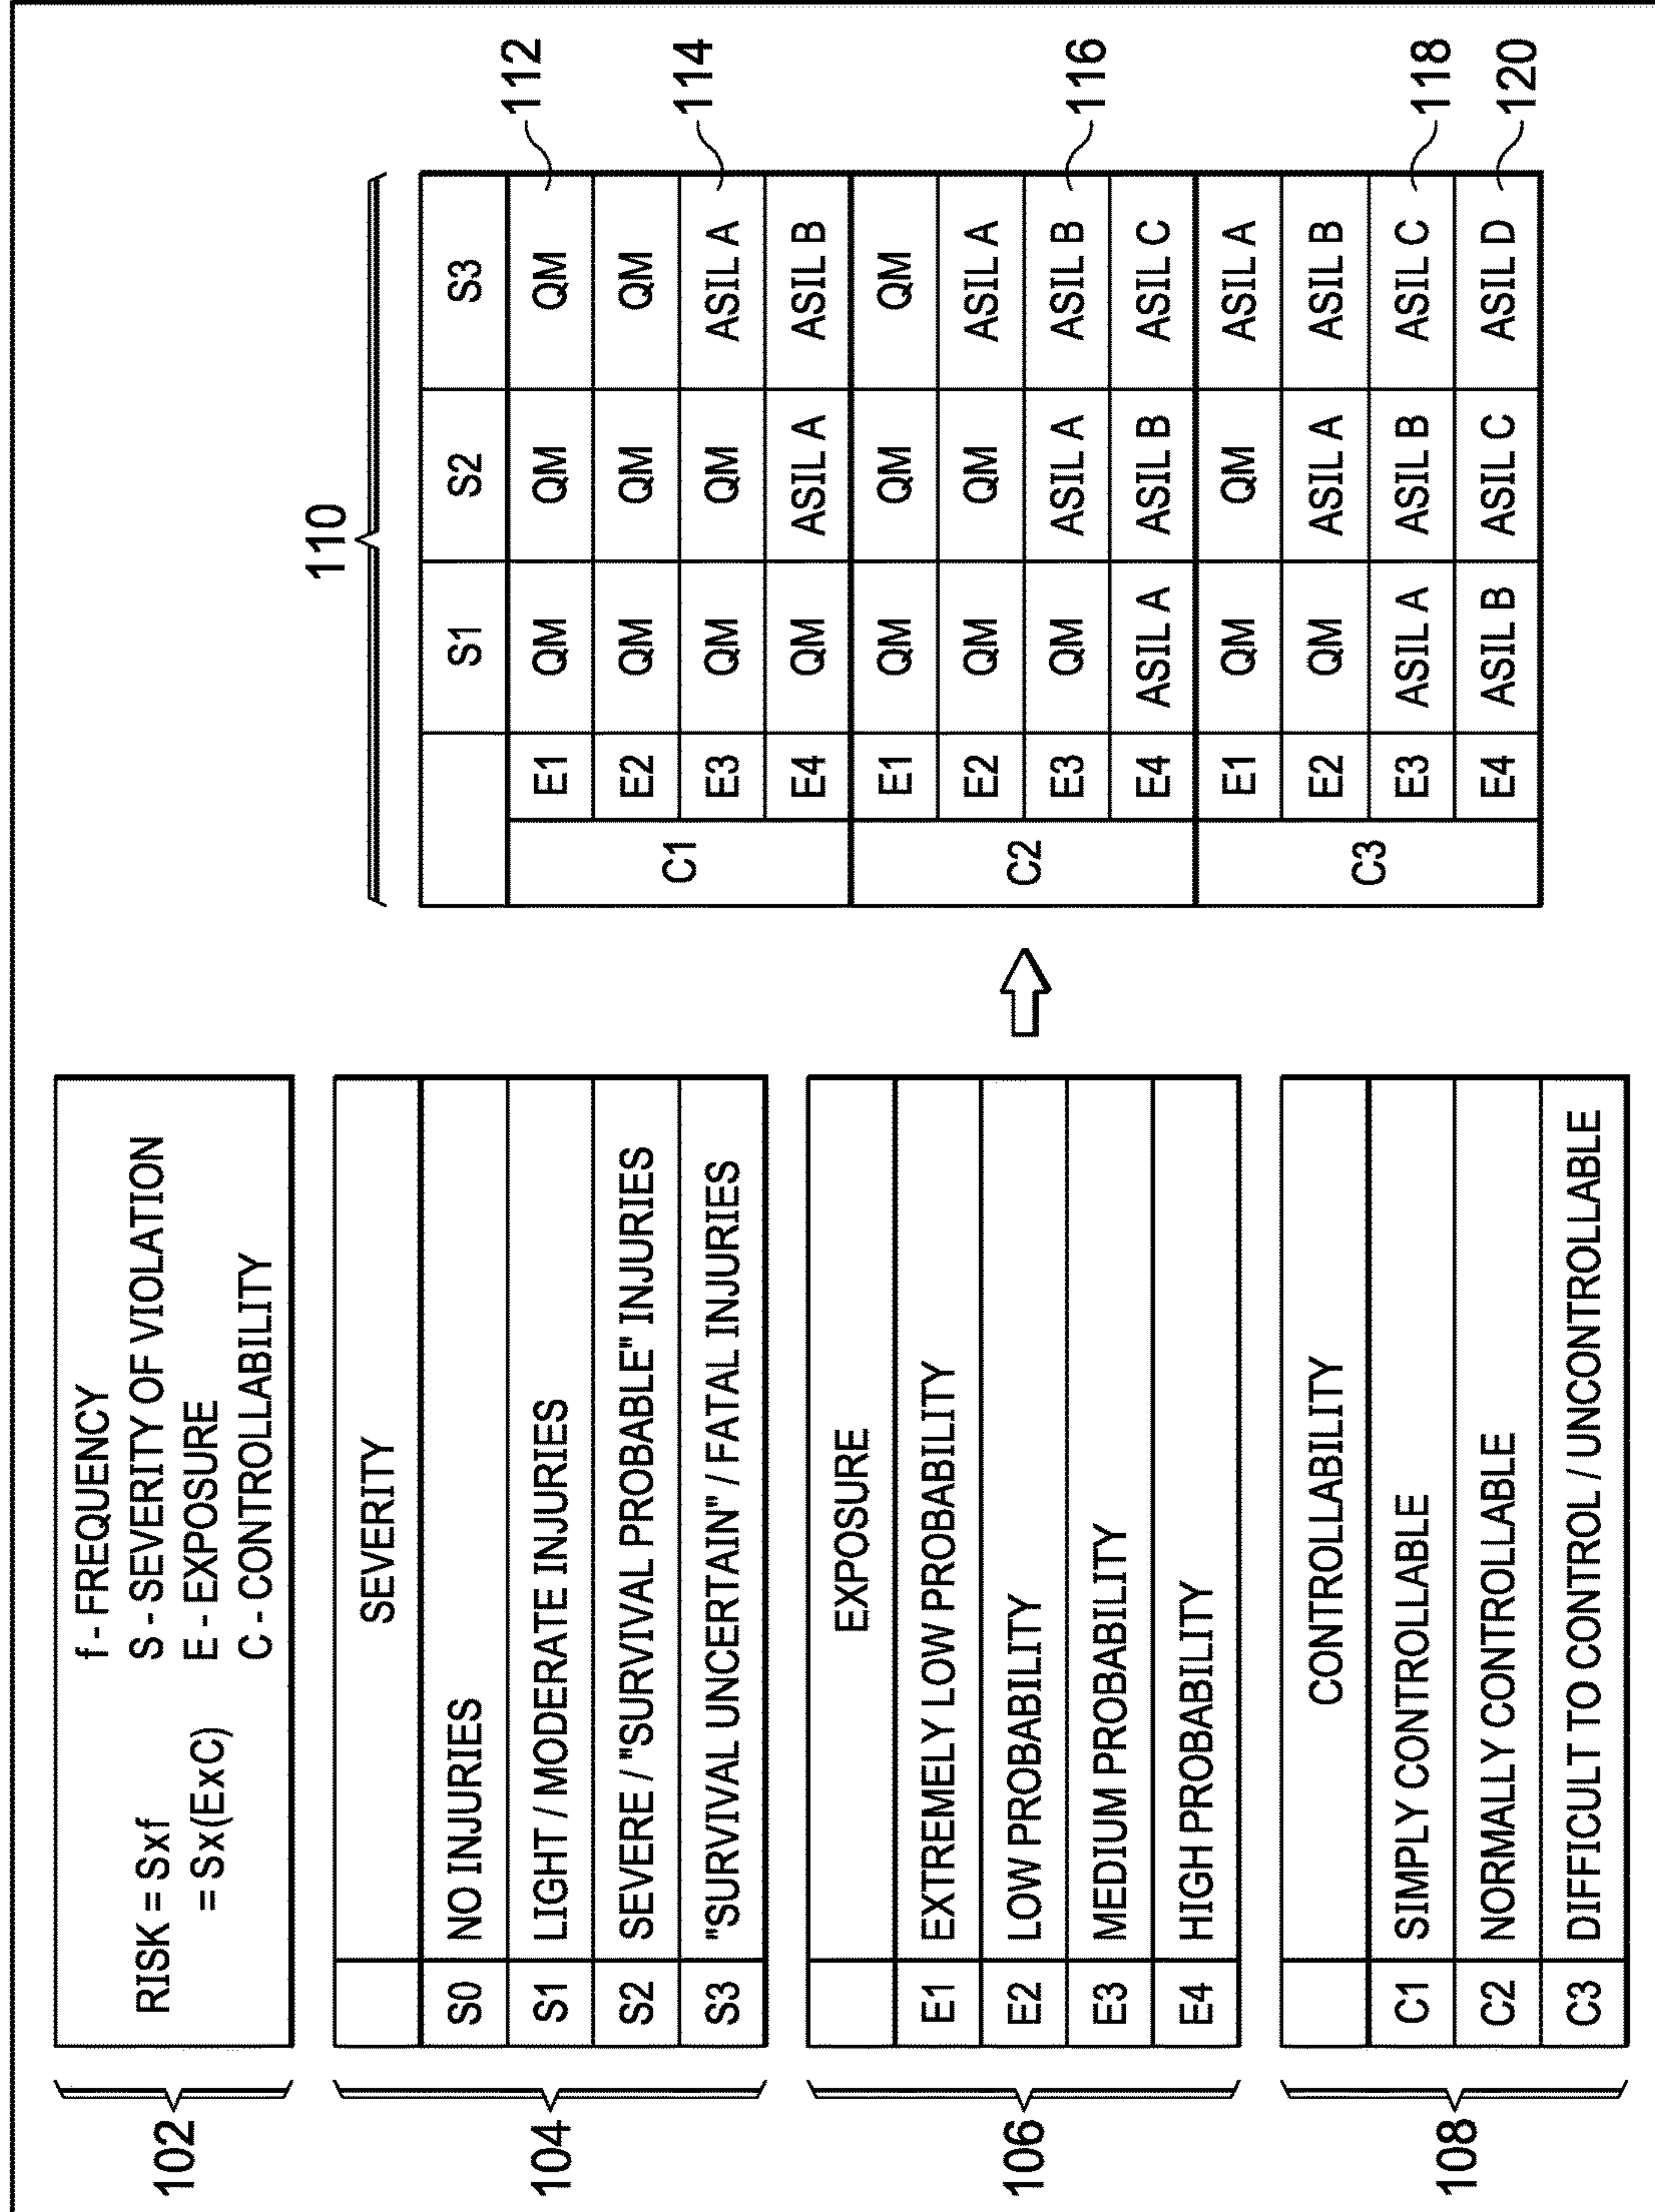 102
RISK = Sxf
= Sx(ExC)
f - FREQUENCY
S - SEVERITY OF VIOLATION
E - EXPOSURE
C - CONTROLLABILITY
104
SEVERITY
S0 NO INJURIES
S1 LIGHT / MODERATE INJURIES
S2 SEVERE / "SURVIVAL PROBABLE" INJURIES
S3 "SURVIVAL UNCERTAIN" / FATAL INJURIES
106
EXPOSURE
E1 EXTREMELY LOW PROBABILITY
E2 LOW PROBABILITY
E3 MEDIUM PROBABILITY
E4 HIGH PROBABILITY
108
CONTROLLABILITY
C1 SIMPLY CONTROLLABLE
C2 NORMALLY CONTROLLABLE
C3 DIFFICULT TO CONTROL / UNCONTROLLABLE
110
S1 S2 S3
C1
E1 QM QM QM 112
E2 QM QM QM
E3 QM QM ASIL A 114
E4 QM ASIL A ASIL B
C2
E1 QM QM QM
E2 QM QM ASIL A
E3 QM ASIL A ASIL B 116
E4 ASIL A ASIL B ASIL C
C3
E1 QM QM ASIL A
E2 QM ASIL A ASIL B
E3 ASIL A ASIL B ASIL C 118
E4 ASIL B ASIL C ASIL D 120